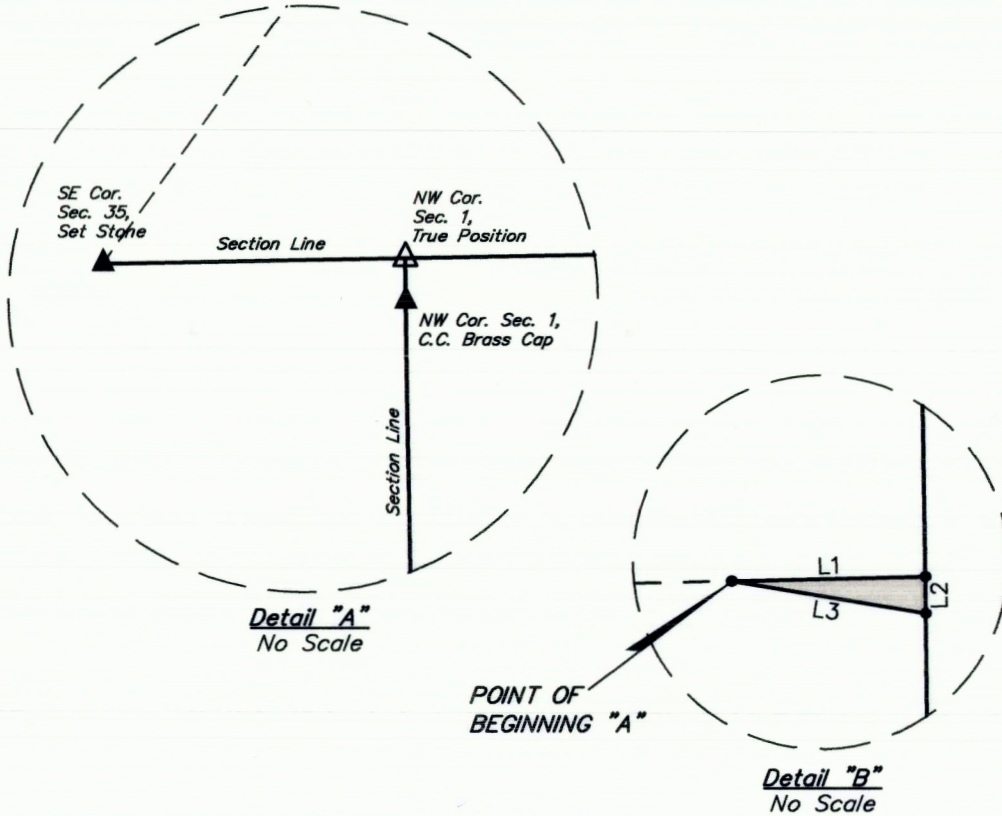 SE Cor.
Sec. 35,
Set Stone
NW Cor.
Sec. 1,
True Position
Section Line
NW Cor. Sec. 1,
C.C. Brass Cap
Section Line
Detail "A"
No Scale
L1
L2
L3
POINT OF
BEGINNING "A"
Detail "B"
No Scale